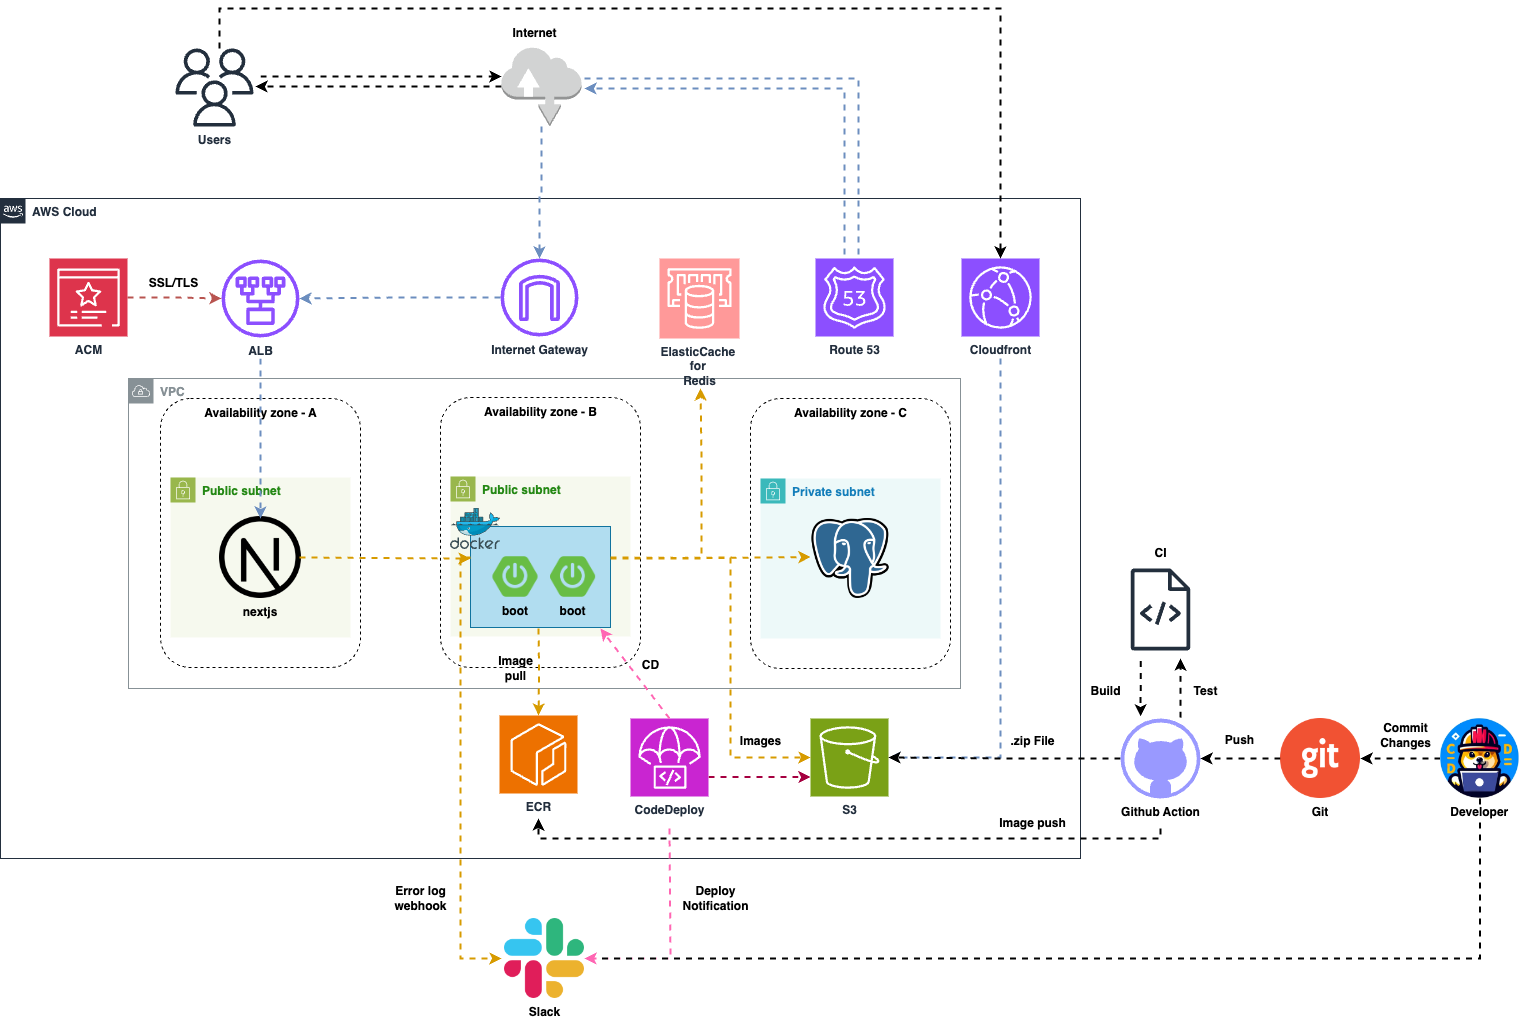 Internet
Users
aws
AWS Cloud
SSL/TLS
53
ACM
ALB
Internet Gateway
ElasticCache
for
Redis
Route 53
Cloudfront
VPC
Availability zone - A
Availability zone - B
Availability zone - C
Public subnet
Public subnet
Private subnet
docker
nextjs
boot
boot
CI
</>
Image
pull
CD
Build
Test
Images
.zip File
Push
Commit
Changes
git
C D
D E
</>
ECR
CodeDeploy
S3
Github Action
Git
Developer
Image push
Error log
webhook
Deploy
Notification
Slack